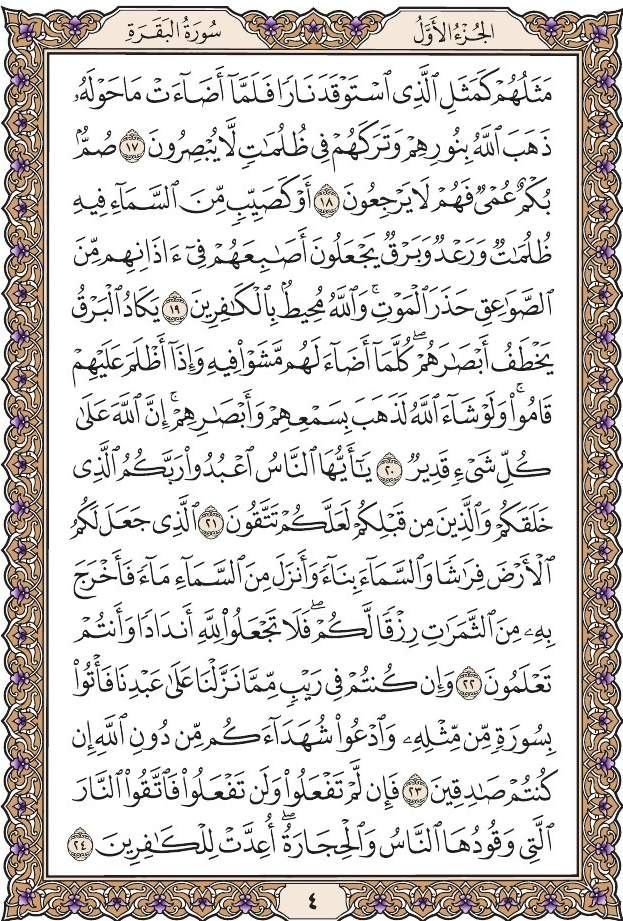 الجُزْءُ الأَوَّلُ
سُورَةُ البَقَرَةِ
مَثَلُهُمْ كَمَثَلِ ٱلَّذِى ٱسْتَوْقَدَ نَارًا فَلَمَّآ أَضَآءَتْ مَا حَوْلَهُۥ
ذَهَبَ ٱللَّهُ بِنُورِهِمْ وَتَرَكَهُمْ فِى ظُلُمَٰتٍ لَّا يُبْصِرُونَ ١٧ صُمٌّۢ
بُكْمٌ عُمْىٌ فَهُمْ لَا يَرْجِعُونَ ١٨ أَوْ كَصَيِّبٍ مِّنَ ٱلسَّمَآءِ فِيهِ
ظُلُمَٰتٌ وَرَعْدٌ وَبَرْقٌ يَجْعَلُونَ أَصَٰبِعَهُمْ فِىٓ ءَاذَانِهِم مِّنَ
ٱلصَّوَٰعِقِ حَذَرَ ٱلْمَوْتِ ۚ وَٱللَّهُ مُحِيطٌۢ بِٱلْكَٰفِرِينَ ١٩ يَكَادُ ٱلْبَرْقُ
يَخْطَفُ أَبْصَٰرَهُمْ ۖ كُلَّمَآ أَضَآءَ لَهُم مَّشَوْا۟ فِيهِ وَإِذَآ أَظْلَمَ عَلَيْهِمْ
قَامُوا۟ ۚ وَلَوْ شَآءَ ٱللَّهُ لَذَهَبَ بِسَمْعِهِمْ وَأَبْصَٰرِهِمْ ۚ إِنَّ ٱللَّهَ عَلَىٰ
كُلِّ شَىْءٍ قَدِيرٌ ٢٠ يَٰٓأَيُّهَا ٱلنَّاسُ ٱعْبُدُوا۟ رَبَّكُمُ ٱلَّذِى
خَلَقَكُمْ وَٱلَّذِينَ مِن قَبْلِكُمْ لَعَلَّكُمْ تَتَّقُونَ ٢١ ٱلَّذِى جَعَلَ لَكُمُ
ٱلْأَرْضَ فِرَٰشًا وَٱلسَّمَآءَ بِنَآءً وَأَنزَلَ مِنَ ٱلسَّمَآءِ مَآءً فَأَخْرَجَ
بِهِۦ مِنَ ٱلثَّمَرَٰتِ رِزْقًا لَّكُمْ ۖ فَلَا تَجْعَلُوا۟ لِلَّهِ أَندَادًا وَأَنتُمْ
تَعْلَمُونَ ٢٢ وَإِن كُنتُمْ فِى رَيْبٍ مِّمَّا نَزَّلْنَا عَلَىٰ عَبْدِنَا فَأْتُوا۟
بِسُورَةٍ مِّن مِّثْلِهِۦ وَٱدْعُوا۟ شُهَدَآءَكُم مِّن دُونِ ٱللَّهِ إِن
كُنتُمْ صَٰدِقِينَ ٢٣ فَإِن لَّمْ تَفْعَلُوا۟ وَلَن تَفْعَلُوا۟ فَٱتَّقُوا۟ ٱلنَّارَ
ٱلَّتِى وَقُودُهَا ٱلنَّاسُ وَٱلْحِجَارَةُ ۖ أُعِدَّتْ لِلْكَٰفِرِينَ ٢٤
٤